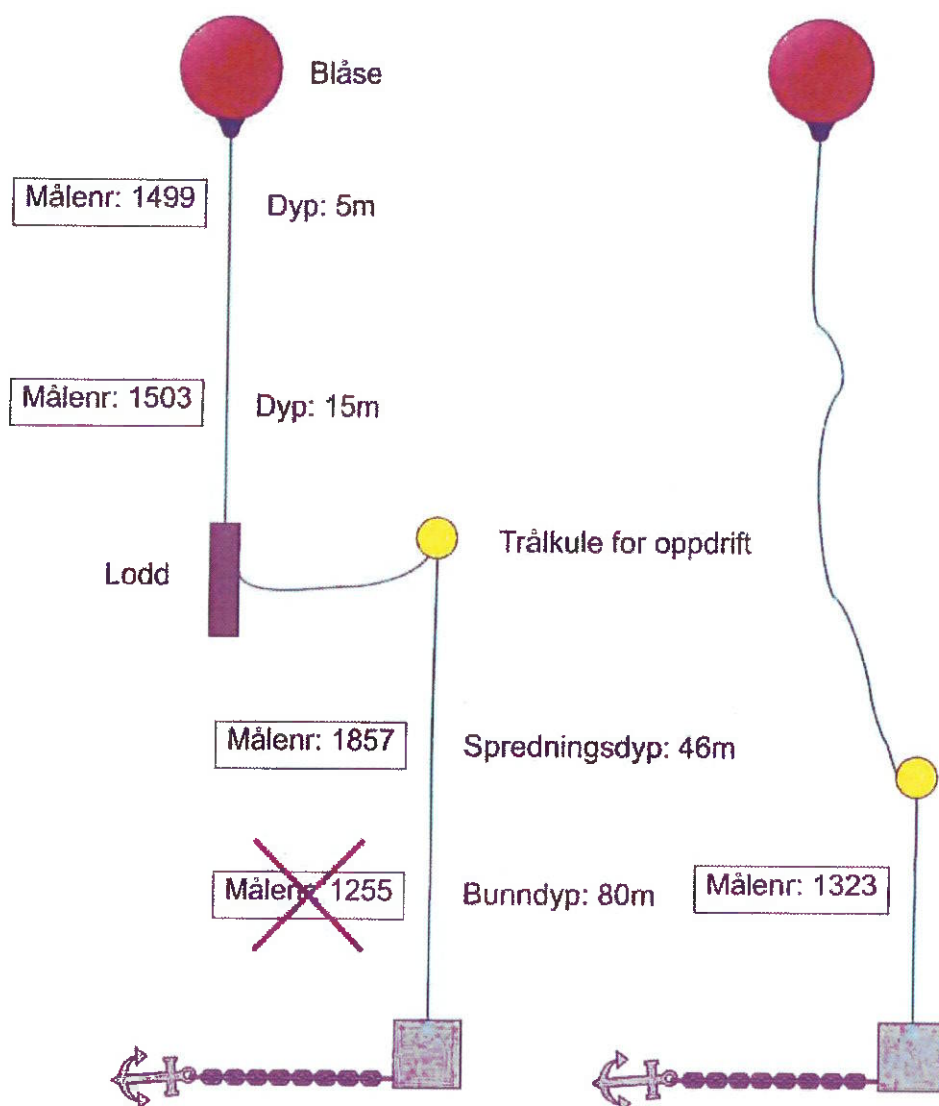 Blåse
Målenr: 1499
Dyp: 5m
Målenr: 1503
Dyp: 15m
Lodd
Trålkule for oppdrift
Målenr: 1857
Spredningsdyp: 46m
Målenr: 1255
Bunndyp: 80m
Målenr: 1323